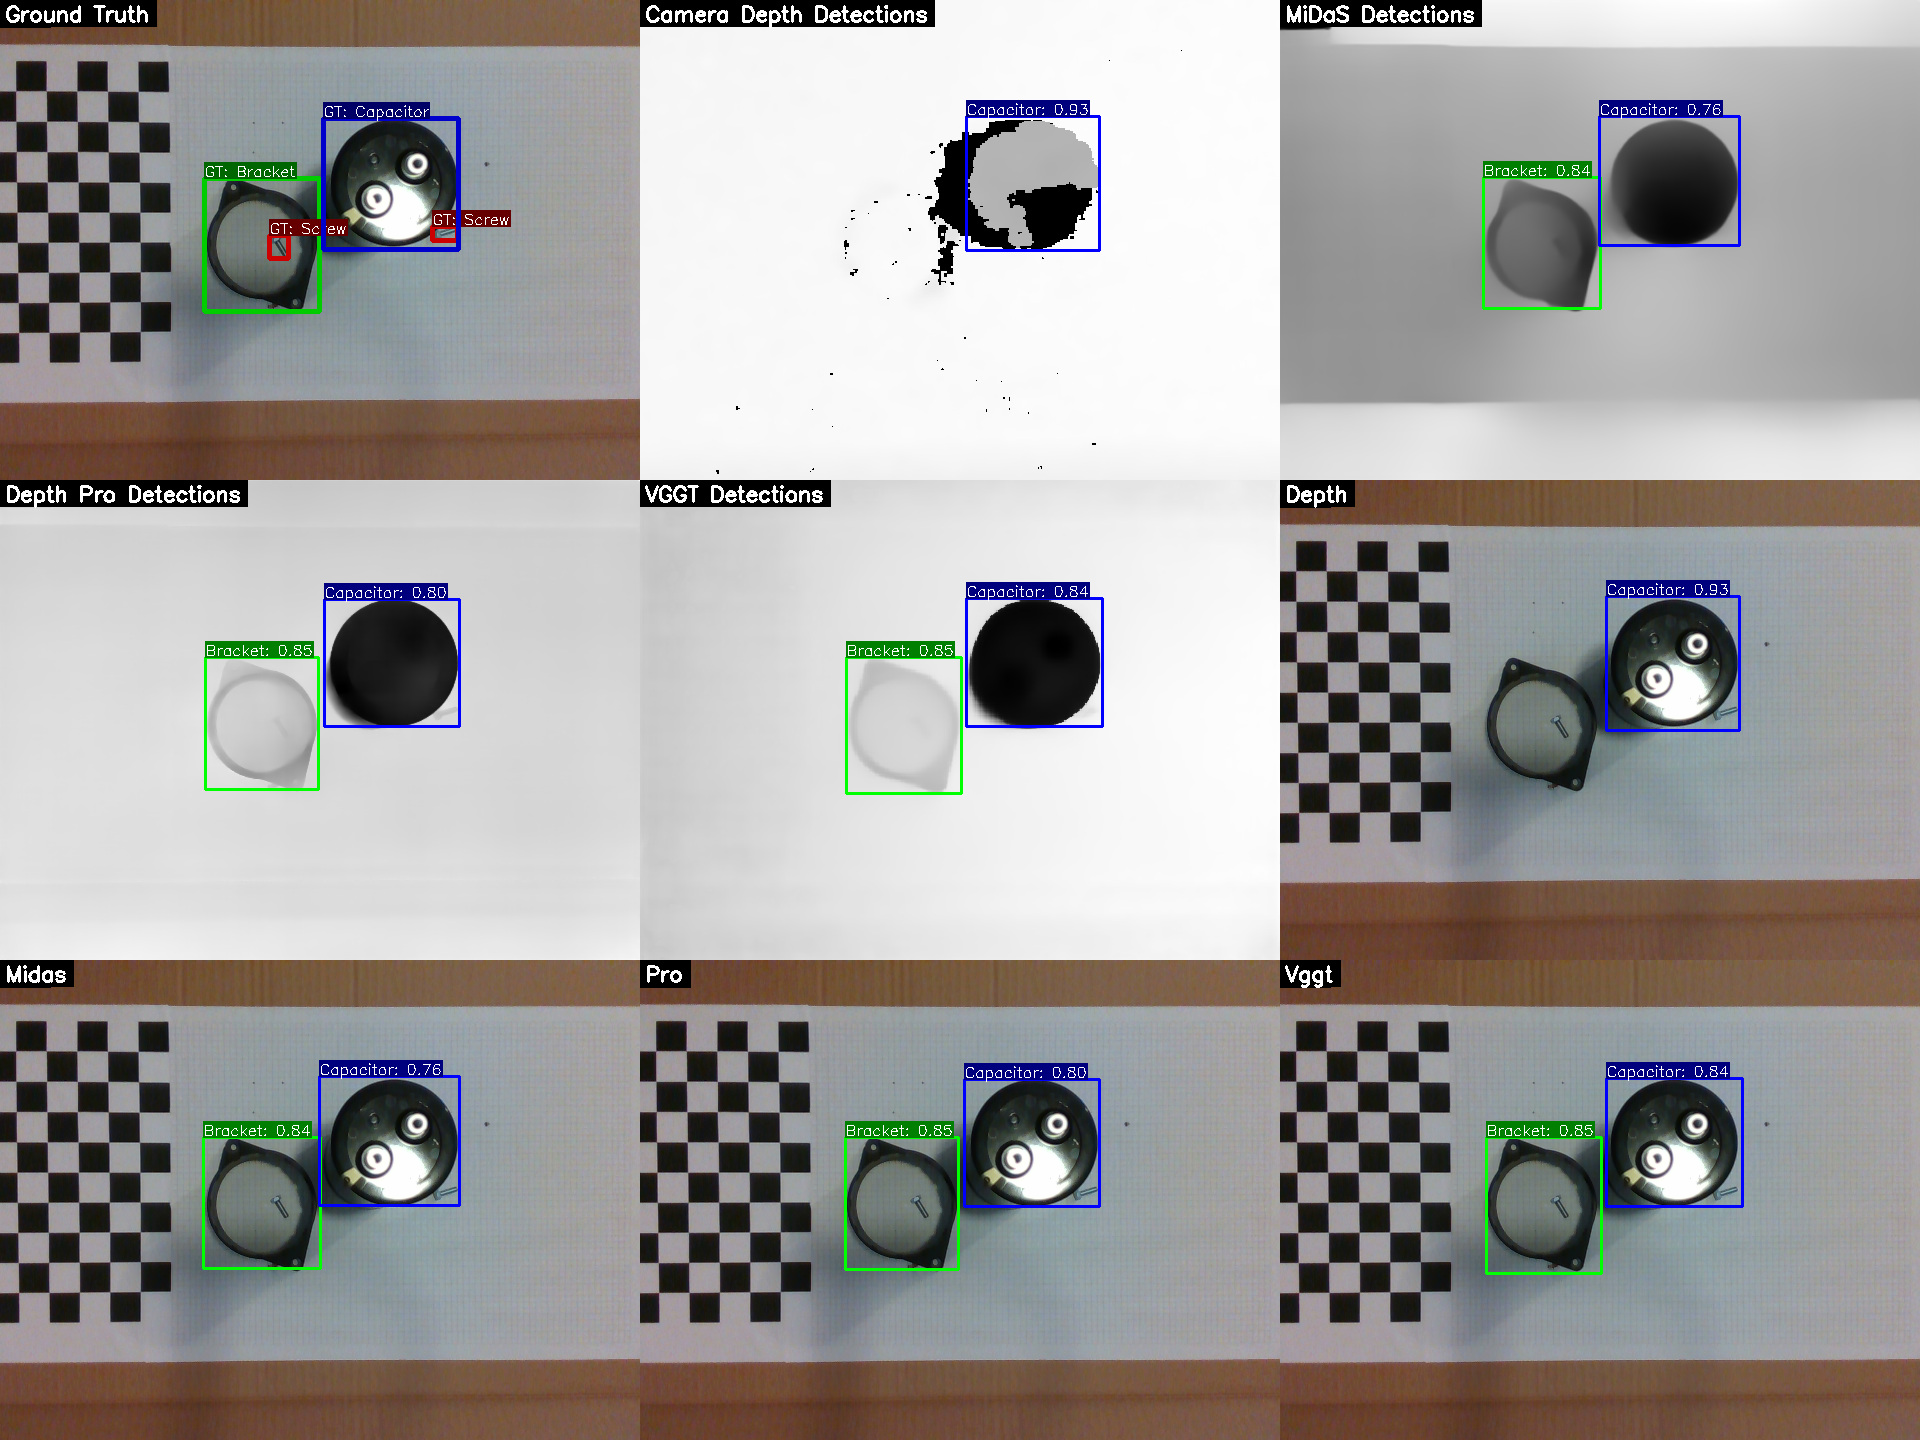 Ground Truth
GT: Capacitor
GT: Bracket
GT: Screw
GT: Screw
Camera Depth Detections
Capacitor: 0.93
MiDaS Detections
Capacitor: 0.76
Bracket: 0.84
Depth Pro Detections
Capacitor: 0.80
Bracket: 0.85
VGGT Detections
Capacitor: 0.84
Bracket: 0.85
Depth
Capacitor: 0.93
Midas
Capacitor: 0.76
Bracket: 0.84
Pro
Capacitor: 0.80
Bracket: 0.85
Vggt
Capacitor: 0.84
Bracket: 0.85